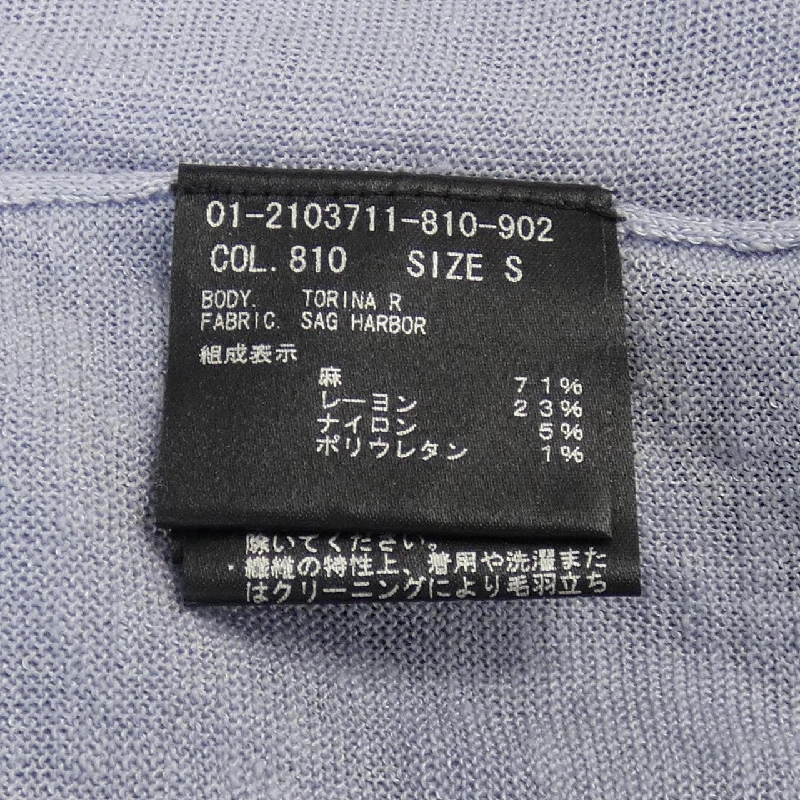 01-2103711-810-902
COL. 810 SIZE S
BODY. TORINA R
FABRIC. SAG HARBOR
組成表示
麻 71%
レーヨン 23%
ナイロン 5%
ポリウレタン 1%
除いてください。
・繊維の特性上、着用や洗濯また
はクリーニングにより毛羽立ち